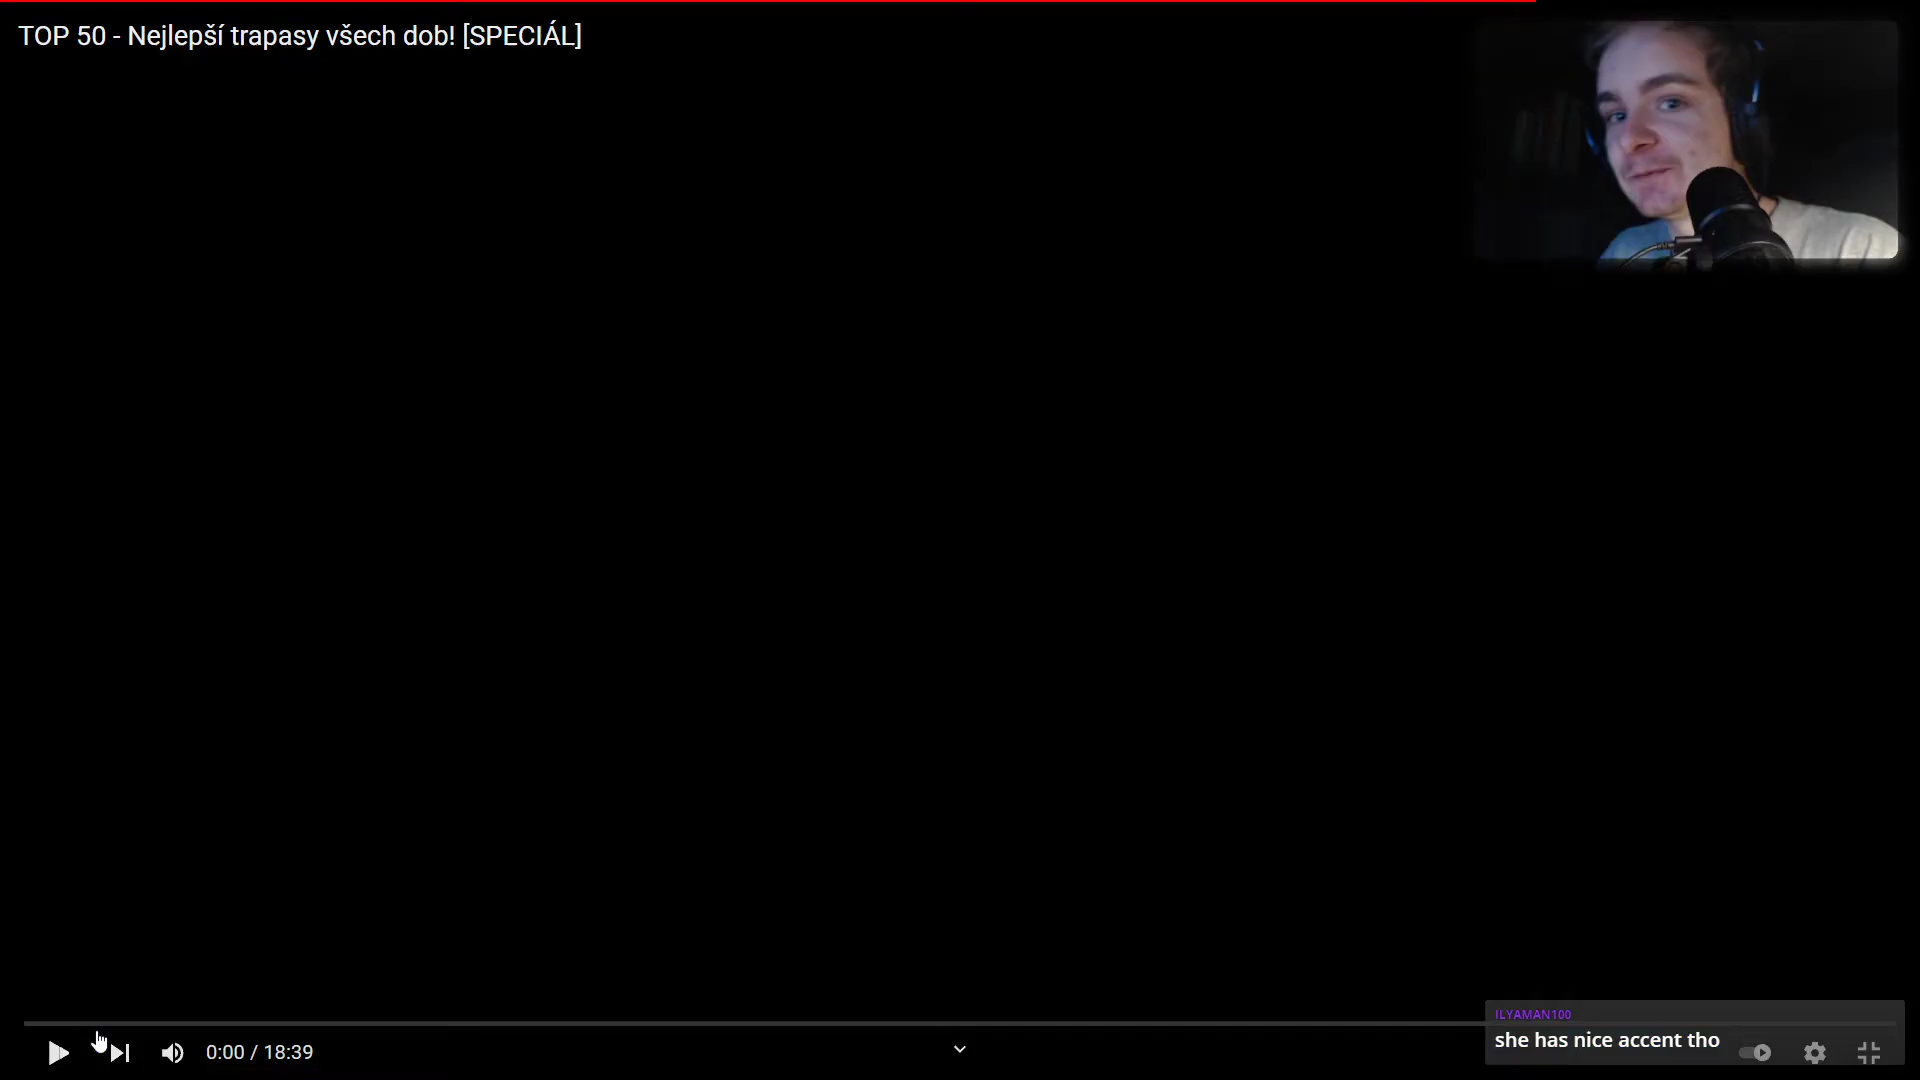 TOP 50 - Nejlepší trapasy všech dob! [SPECIÁL]
ILYAMAN100
she has nice accent tho
0:00 / 18:39